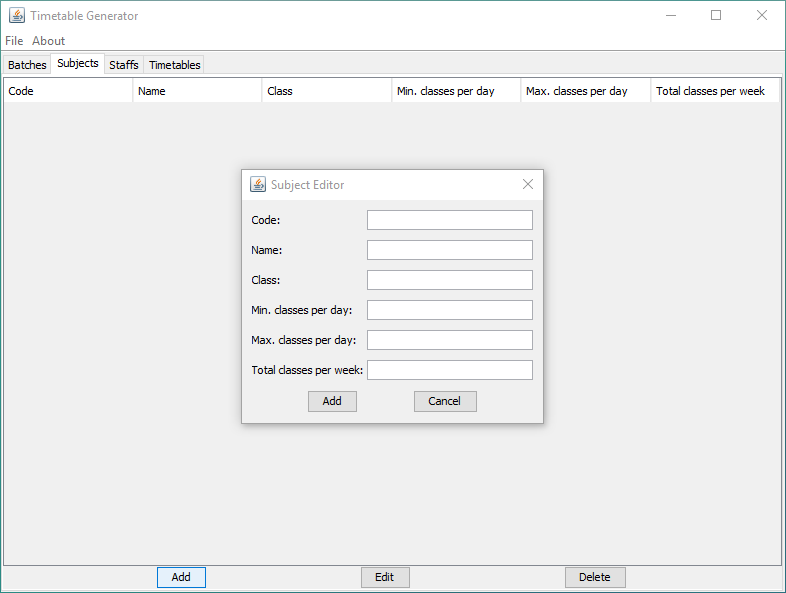 Timetable Generator
File About
Batches Subjects Staffs Timetables
Code Name Class Min. classes per day Max. classes per day Total classes per week
Subject Editor
Code:
Name:
Class:
Min. classes per day:
Max. classes per day:
Total classes per week:
Add Cancel
Add Edit Delete